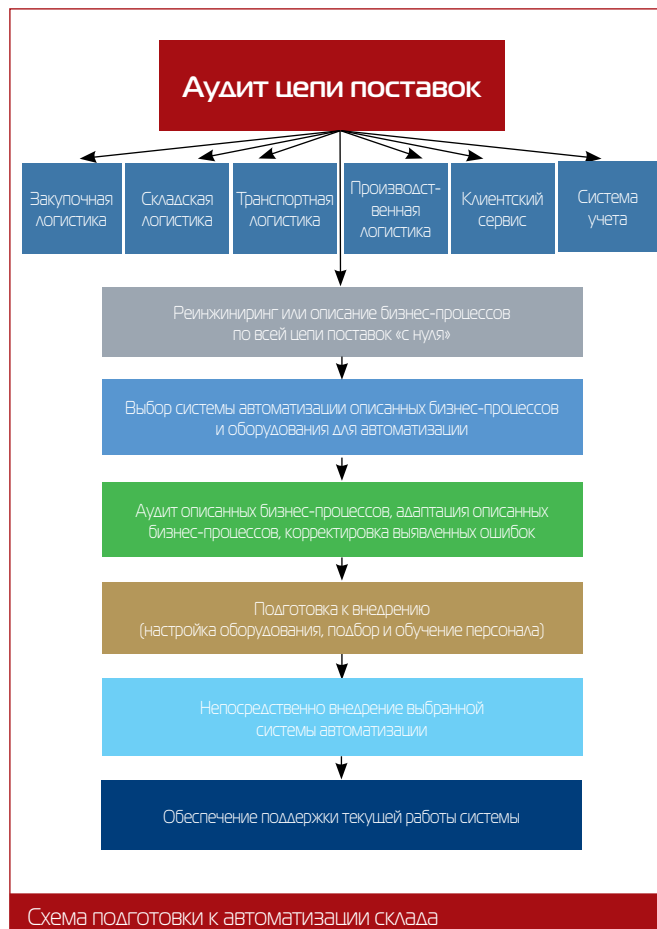 Аудит цепи поставок
Закупочная
логистика
Складская
логистика
Транспортная
логистика
Производст-
венная
логистика
Клиентский
сервис
Система
учета
Реинжиниринг или описание бизнес-процессов
по всей цепи поставок «с нуля»
Выбор системы автоматизации описанных бизнес-процессов
и оборудования для автоматизации
Аудит описанных бизнес-процессов, адаптация описанных
бизнес-процессов, корректировка выявленных ошибок
Подготовка к внедрению
(настройка оборудования, подбор и обучение персонала)
Непосредственно внедрение выбранной
системы автоматизации
Обеспечение поддержки текущей работы системы
Схема подготовки к автоматизации склада